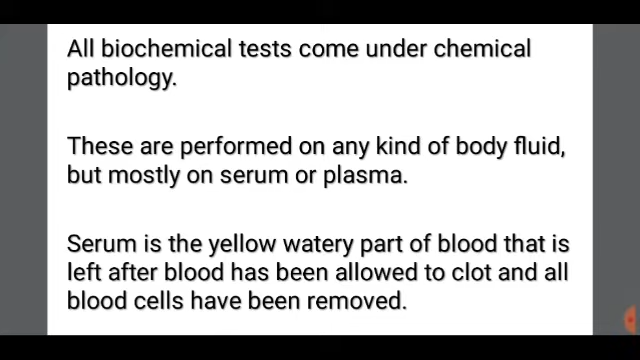 All biochemical tests come under chemical
pathology.
These are performed on any kind of body fluid,
but mostly on serum or plasma.
Serum is the yellow watery part of blood that is
left after blood has been allowed to clot and all
blood cells have been removed.